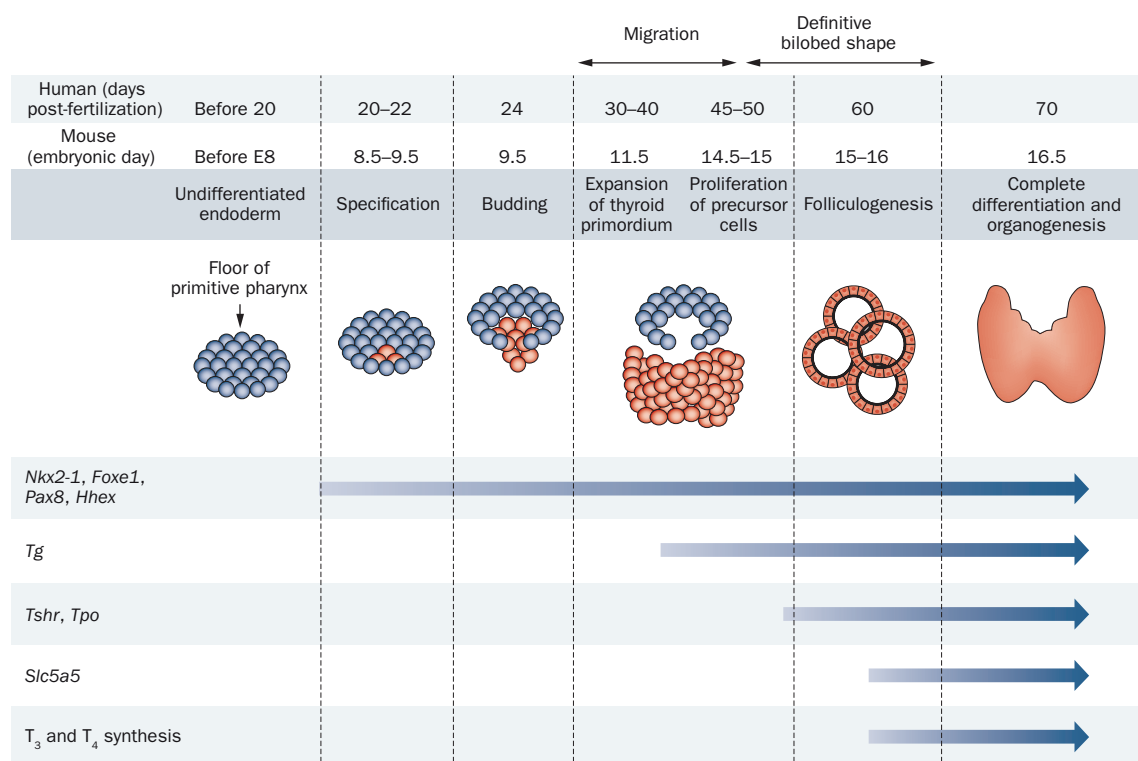 Migration
Definitive
bilobed shape
Human (days
post-fertilization)
Before 20
20–22
24
30–40
45–50
60
70
Mouse
(embryonic day)
Before E8
8.5–9.5
9.5
11.5
14.5–15
15–16
16.5
Undifferentiated
endoderm
Specification
Budding
Expansion
of thyroid
primordium
Proliferation
of precursor
cells
Folliculogenesis
Complete
differentiation and
organogenesis
Floor of
primitive pharynx
Nkx2-1, Foxe1,
Pax8, Hhex
Tg
Tshr, Tpo
Slc5a5
T₃ and T₄ synthesis